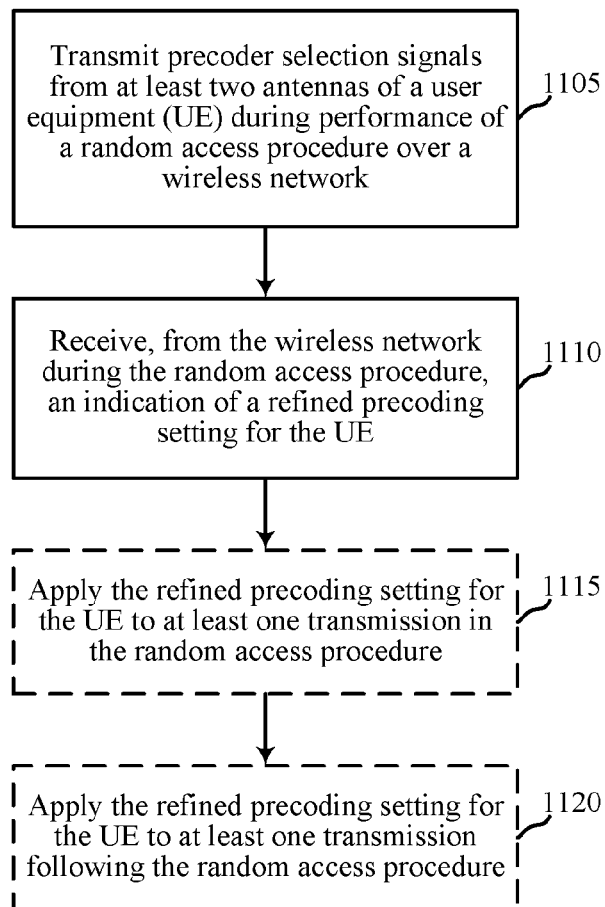 Transmit precoder selection signals
from at least two antennas of a user
equipment (UE) during performance of
a random access procedure over a
wireless network
1105
Receive, from the wireless network
during the random access procedure,
an indication of a refined precoding
setting for the UE
1110
Apply the refined precoding setting for
the UE to at least one transmission in
the random access procedure
1115
Apply the refined precoding setting for
the UE to at least one transmission
following the random access procedure
1120